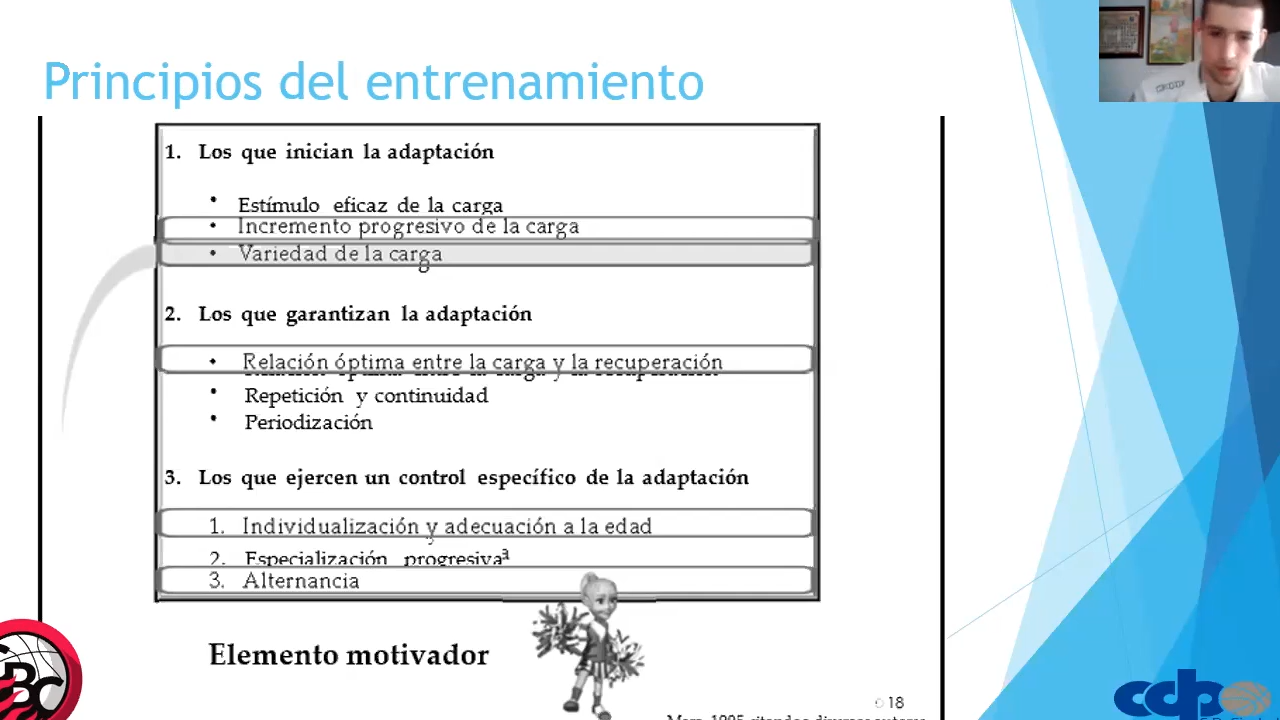 Principios del entrenamiento
1. Los que inician la adaptación
• Estímulo eficaz de la carga
• Incremento progresivo de la carga
• Variedad de la carga
2. Los que garantizan la adaptación
• Relación óptima entre la carga y la recuperación
• Repetición y continuidad
• Periodización
3. Los que ejercen un control específico de la adaptación
1. Individualización y adecuación a la edad
2. Especialización progresiva
3. Alternancia
Elemento motivador
18
cdp